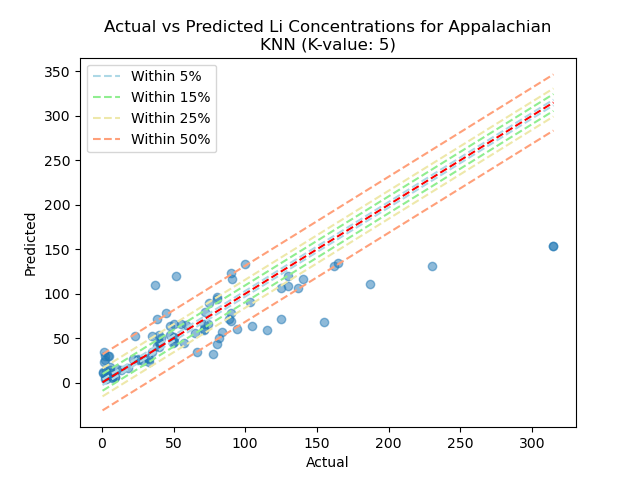 Actual vs Predicted Li Concentrations for Appalachian
KNN (K-value: 5)
Within 5%
Within 15%
Within 25%
Within 50%
350
300
250
200
150
100
50
0
Predicted
0
50
100
150
200
250
300
Actual